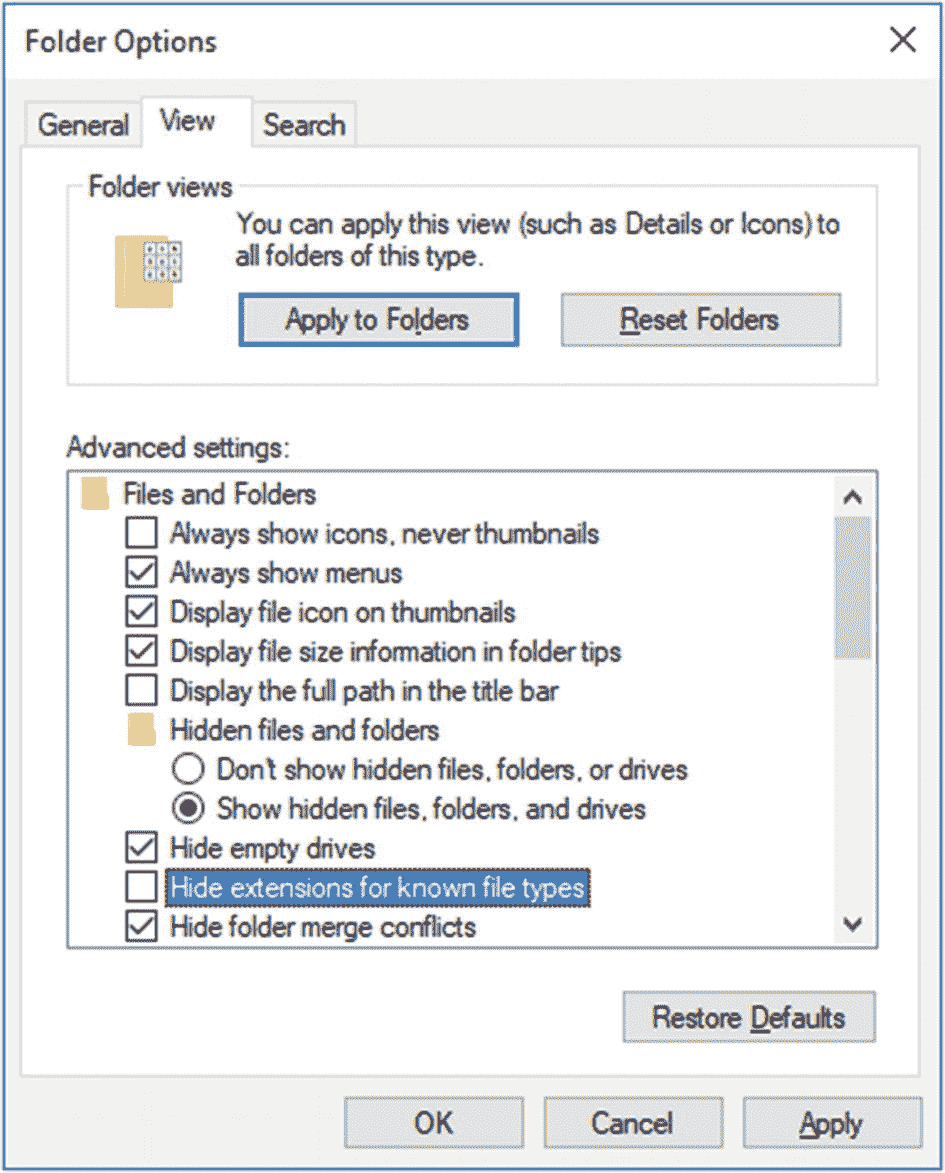 Folder Options
General View Search
Folder views
You can apply this view (such as Details or Icons) to
all folders of this type.
Apply to Folders Reset Folders
Advanced settings:
Files and Folders
Always show icons, never thumbnails
Always show menus
Display file icon on thumbnails
Display file size information in folder tips
Display the full path in the title bar
Hidden files and folders
Don't show hidden files, folders, or drives
Show hidden files, folders, and drives
Hide empty drives
Hide extensions for known file types
Hide folder merge conflicts
Restore Defaults
OK Cancel Apply